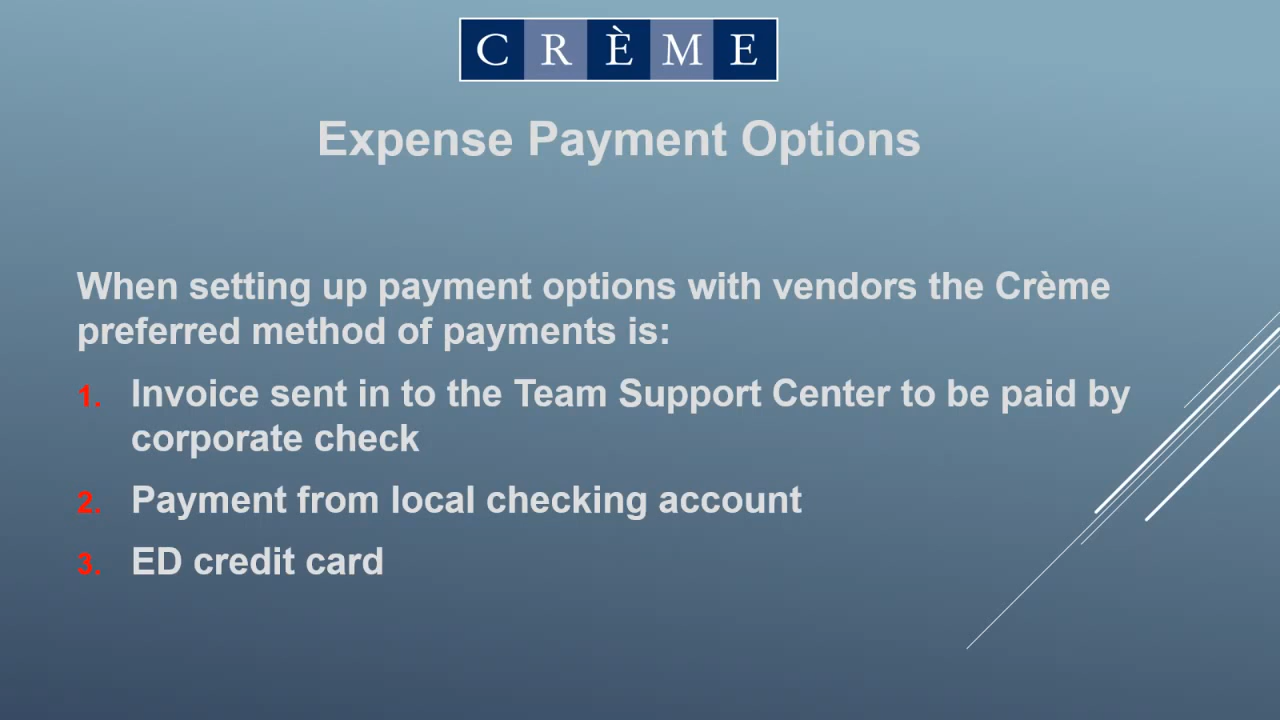 CRÈME
Expense Payment Options
When setting up payment options with vendors the Crème
preferred method of payments is:
1. Invoice sent in to the Team Support Center to be paid by
corporate check
2. Payment from local checking account
3. ED credit card